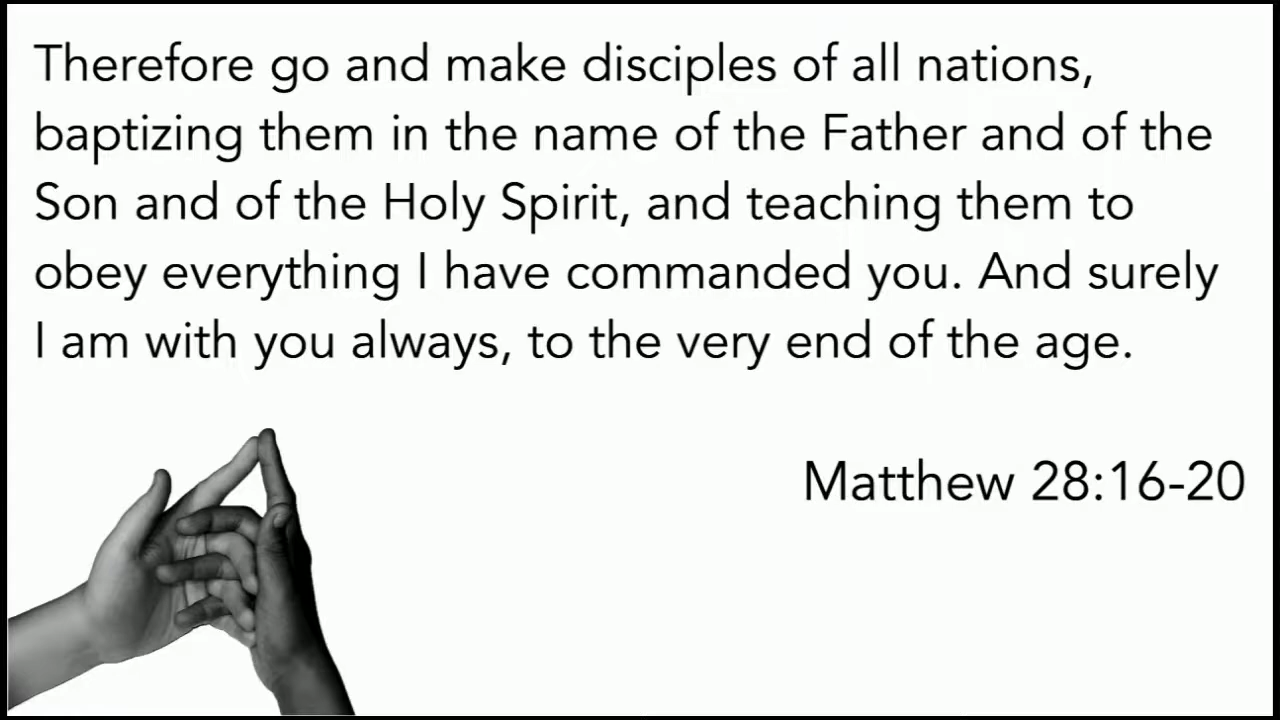 Therefore go and make disciples of all nations,
baptizing them in the name of the Father and of the
Son and of the Holy Spirit, and teaching them to
obey everything I have commanded you. And surely
I am with you always, to the very end of the age.
Matthew 28:16-20